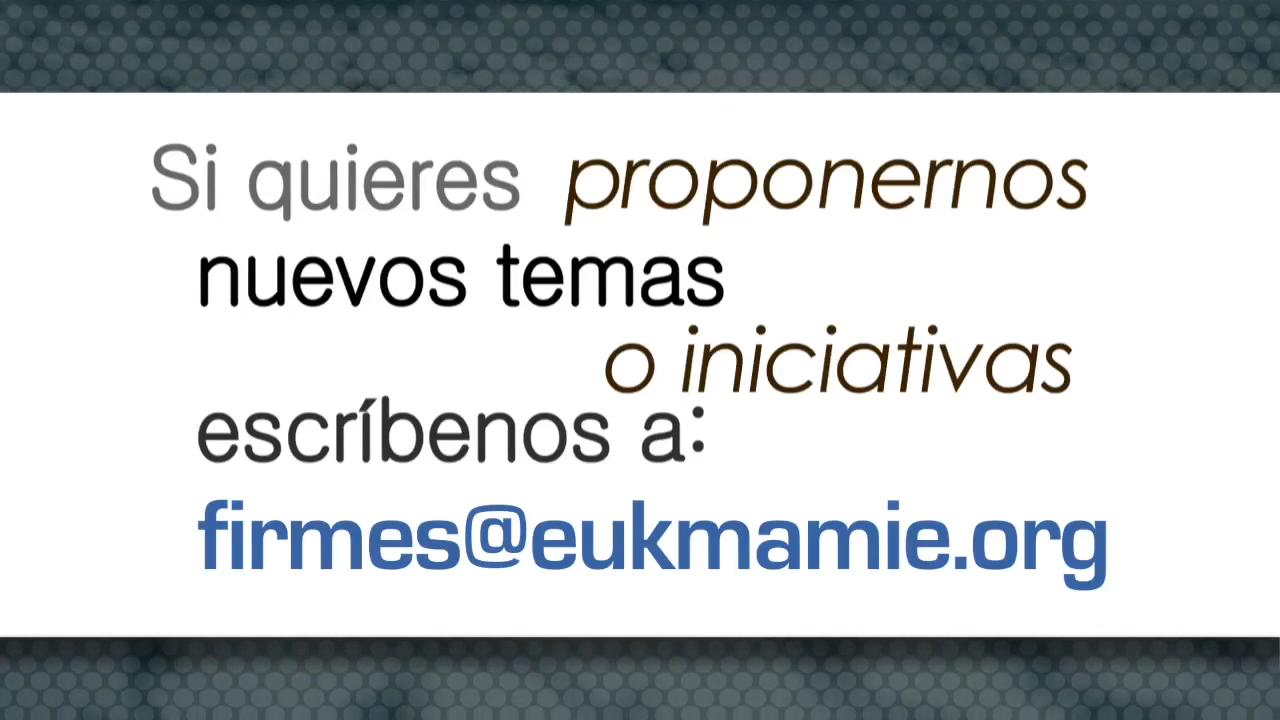 Si quieres proponernos
nuevos temas
o iniciativas
escríbenos a:
firmes@eukmamie.org